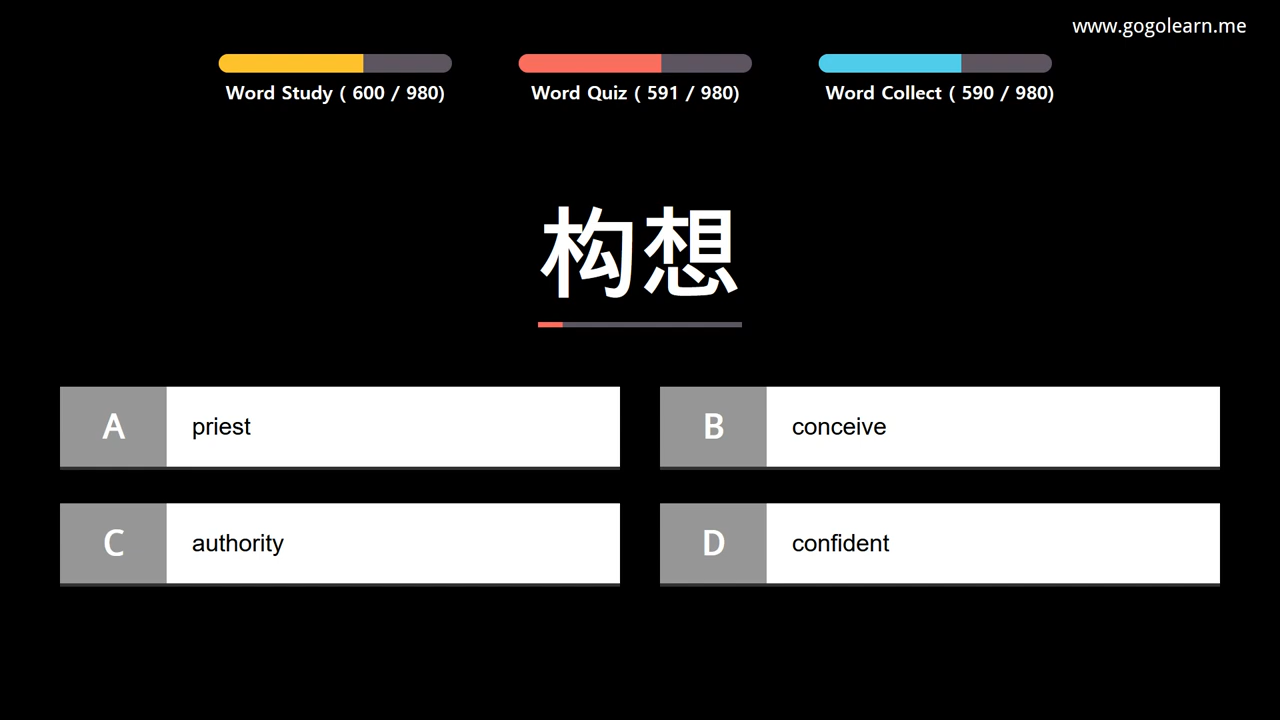 www.gogolearn.me
Word Study ( 600 / 980)
Word Quiz ( 591 / 980)
Word Collect ( 590 / 980)
构想
A priest
B conceive
C authority
D confident